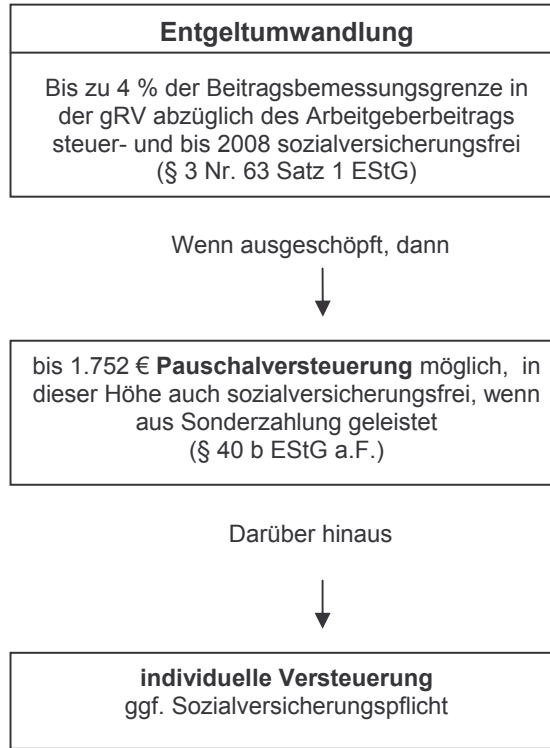 Entgeltumwandlung
Bis zu 4 % der Beitragsbemessungsgrenze in
der gRV abzüglich des Arbeitgeberbeitrags
steuer- und bis 2008 sozialversicherungsfrei
(§ 3 Nr. 63 Satz 1 EStG)
Wenn ausgeschöpft, dann
bis 1.752 € Pauschalversteuerung möglich, in
dieser Höhe auch sozialversicherungsfrei, wenn
aus Sonderzahlung geleistet
(§ 40 b EStG a.F.)
Darüber hinaus
individuelle Versteuerung
ggf. Sozialversicherungspflicht